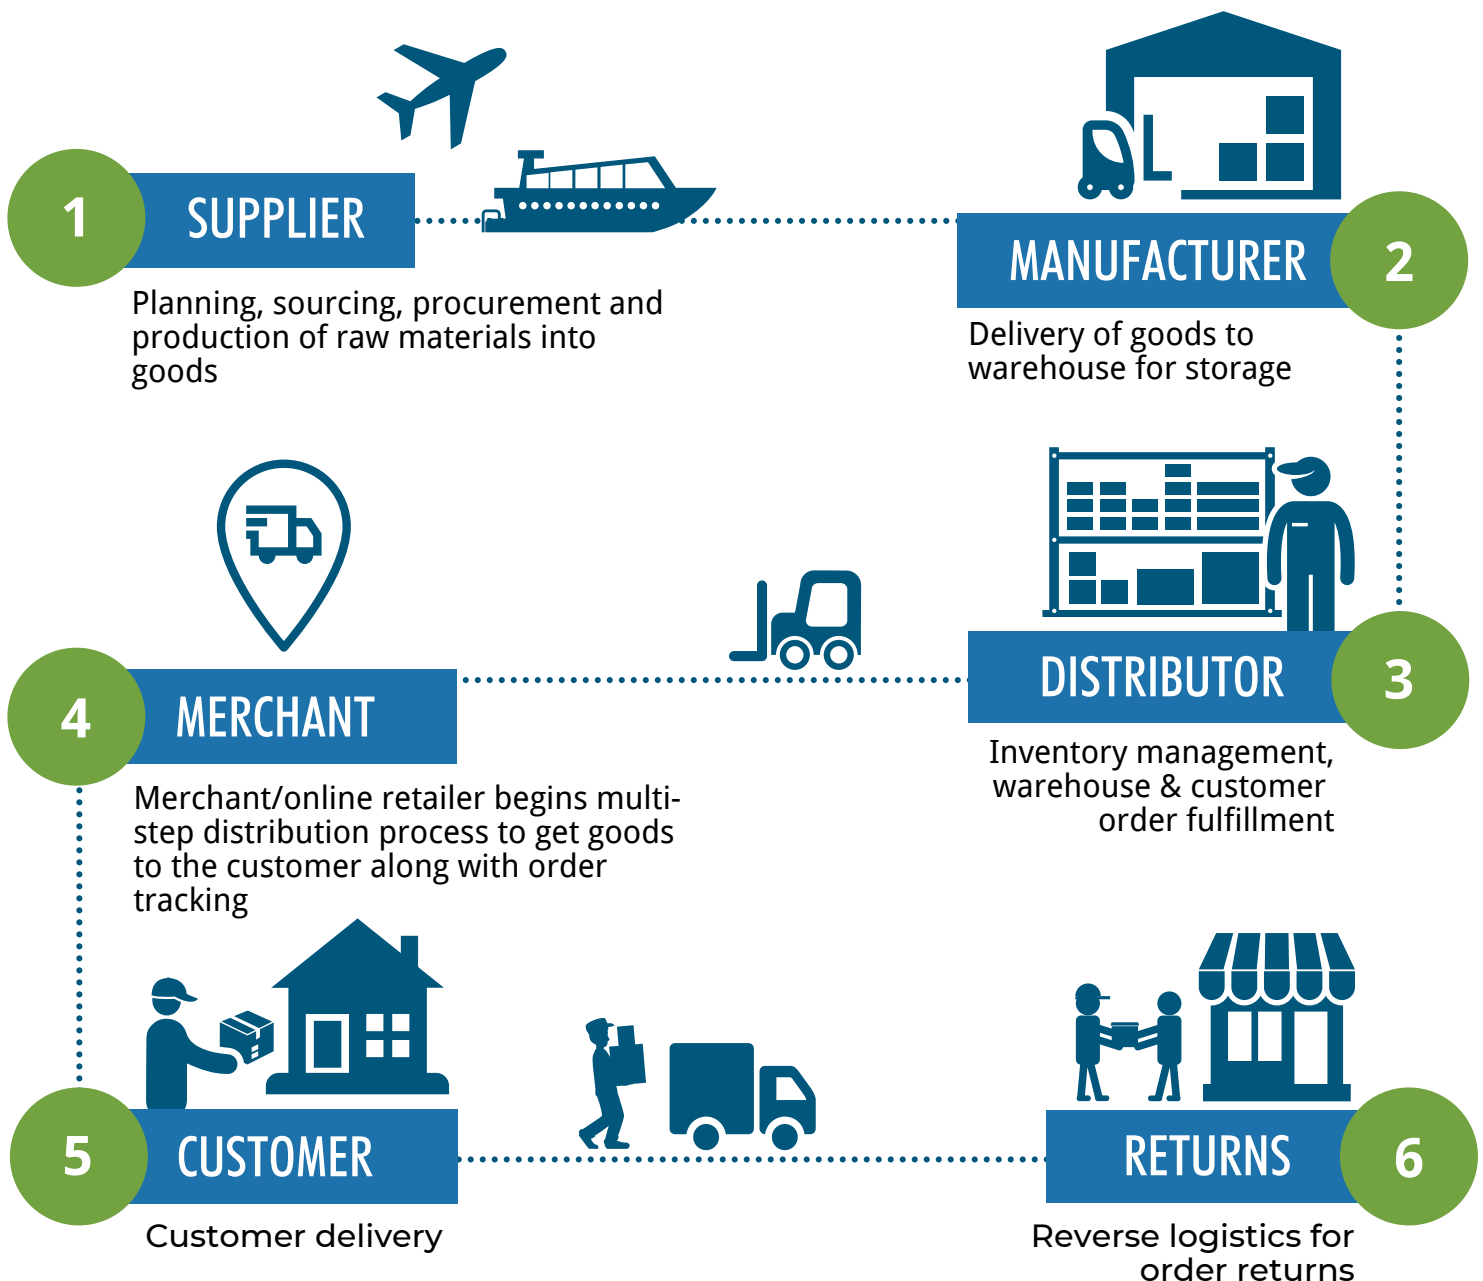 1
SUPPLIER
Planning, sourcing, procurement and
production of raw materials into
goods
2
MANUFACTURER
Delivery of goods to
warehouse for storage
3
DISTRIBUTOR
Inventory management,
warehouse & customer
order fulfillment
4
MERCHANT
Merchant/online retailer begins multi-
step distribution process to get goods
to the customer along with order
tracking
5
CUSTOMER
Customer delivery
6
RETURNS
Reverse logistics for
order returns